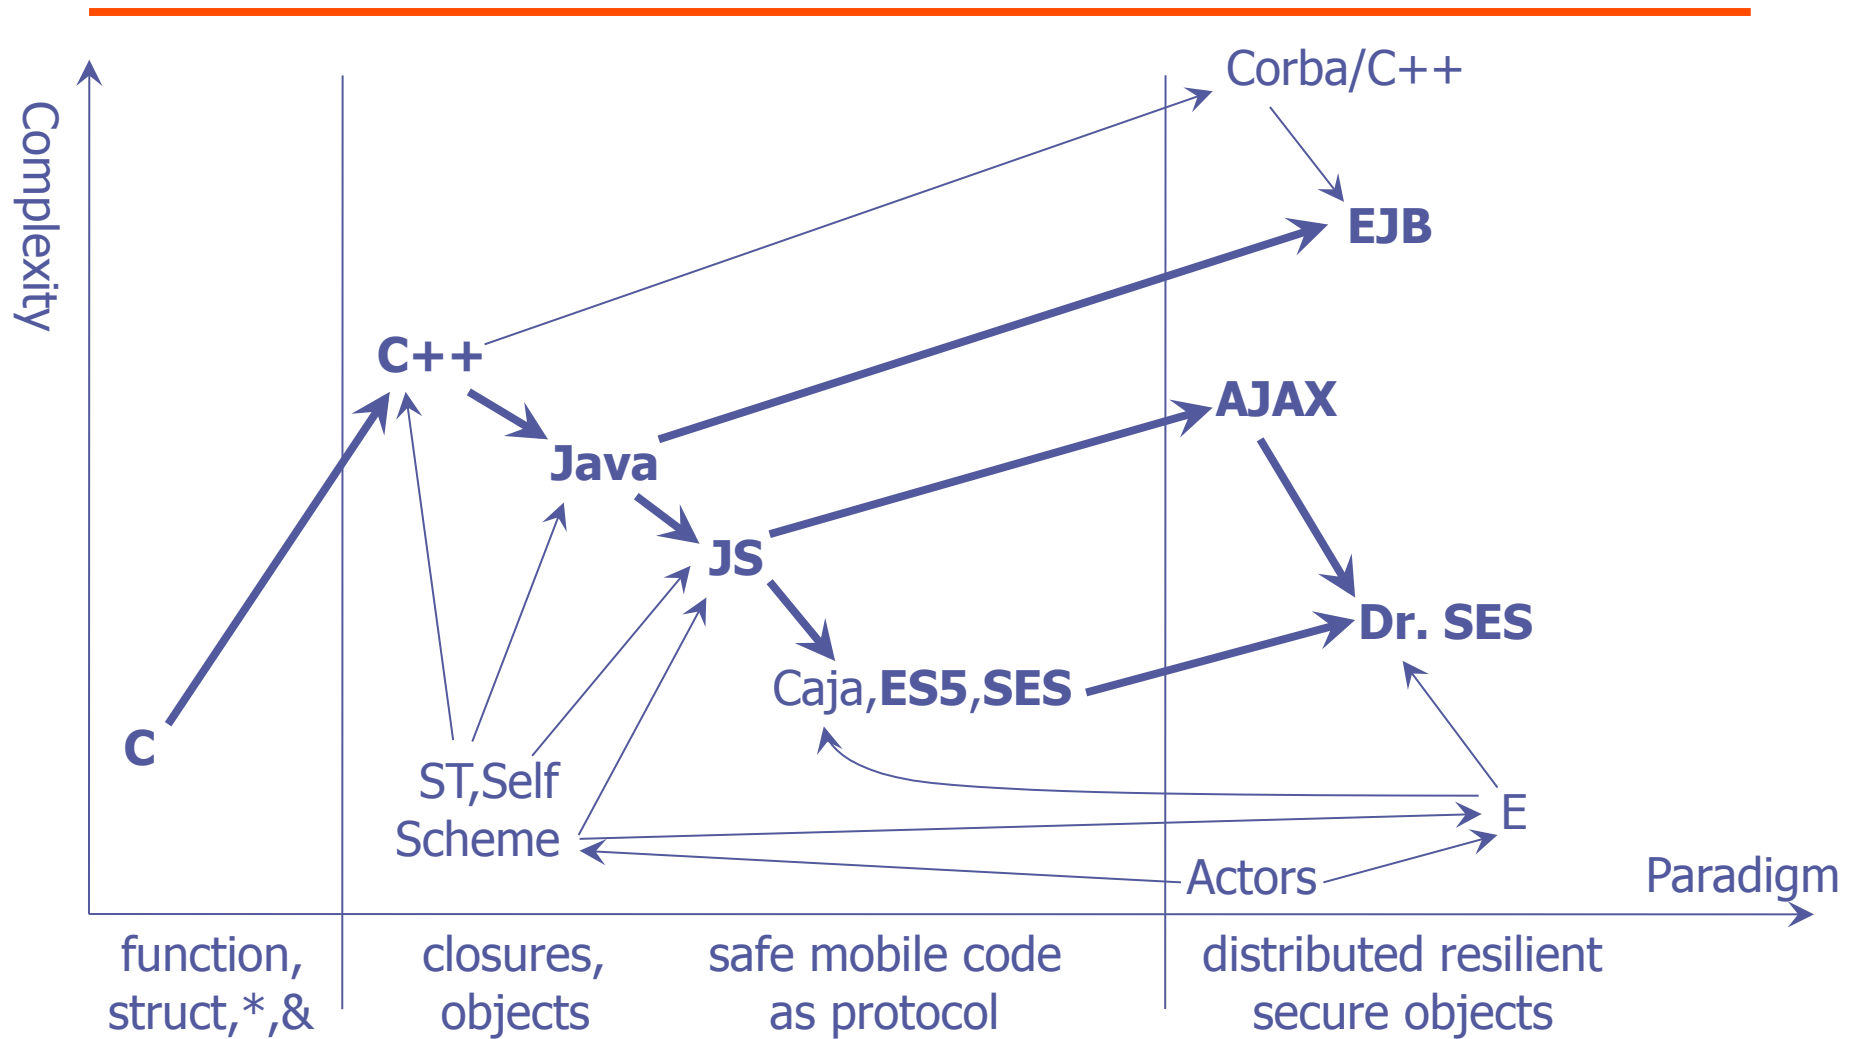 Corba/C++
Complexity
EJB
C++
AJAX
Java
JS
Dr. SES
Caja,ES5,SES
C
ST,Self
Scheme
E
Actors
Paradigm
function,
struct,*,&
closures,
objects
safe mobile code
as protocol
distributed resilient
secure objects